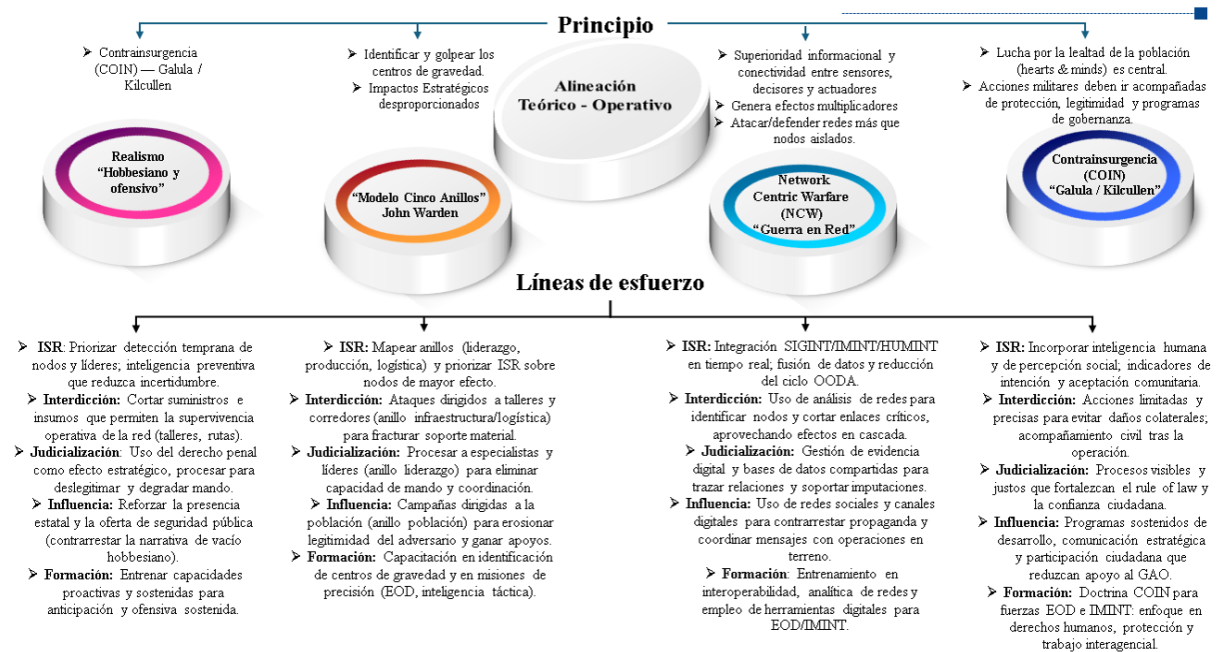 Principio
➢ Contrainsurgencia
(COIN) — Galula /
Kilcullen
➢ Identificar y golpear los
centros de gravedad.
➢ Impactos Estratégicos
desproporcionados
Alineación
Teórico - Operativo
➢ Superioridad informacional y
conectividad entre sensores,
decisores y actuadores
➢ Genera efectos multiplicadores
➢ Atacar/defender redes más que
nodos aislados.
➢ Lucha por la lealtad de la población
(hearts & minds) es central.
➢ Acciones militares deben ir acompañadas
de protección, legitimidad y programas
de gobernanza.
Realismo
“Hobbesiano y
ofensivo”
“Modelo Cinco Anillos”
John Warden
Network
Centric Warfare
(NCW)
“Guerra en Red”
Contrainsurgencia
(COIN)
“Galula / Kilcullen”
Líneas de esfuerzo
➢ ISR: Priorizar detección temprana de
nodos y líderes; inteligencia preventiva
que reduzca incertidumbre.
➢ Interdicción: Cortar suministros e
insumos que permiten la supervivencia
operativa de la red (talleres, rutas).
➢ Judicialización: Uso del derecho penal
como efecto estratégico, procesar para
deslegitimar y degradar mando.
➢ Influencia: Reforzar la presencia
estatal y la oferta de seguridad pública
(contrarrestar la narrativa de vacío
hobbesiano).
➢ Formación: Entrenar capacidades
proactivas y sostenidas para
anticipación y ofensiva sostenida.
➢ ISR: Mapear anillos (liderazgo,
producción, logística) y priorizar ISR sobre
nodos de mayor efecto.
➢ Interdicción: Ataques dirigidos a talleres y
corredores (anillo infraestructura/logística)
para fracturar soporte material.
➢ Judicialización: Procesar a especialistas y
líderes (anillo liderazgo) para eliminar
capacidad de mando y coordinación.
➢ Influencia: Campañas dirigidas a la
población (anillo población) para erosionar
legitimidad del adversario y ganar apoyos.
➢ Formación: Capacitación en identificación
de centros de gravedad y en misiones de
precisión (EOD, inteligencia táctica).
➢ ISR: Integración SIGINT/IMINT/HUMINT
en tiempo real; fusión de datos y reducción
del ciclo OODA.
➢ Interdicción: Uso de análisis de redes para
identificar nodos y cortar enlaces críticos,
aprovechando efectos en cascada.
➢ Judicialización: Gestión de evidencia
digital y bases de datos compartidas para
trazar relaciones y soportar imputaciones.
➢ Influencia: Uso de redes sociales y canales
digitales para contrarrestar propaganda y
coordinar mensajes con operaciones en
terreno.
➢ Formación: Entrenamiento en
interoperabilidad, analítica de redes y
empleo de herramientas digitales para
EOD/IMINT.
➢ ISR: Incorporar inteligencia humana
y de percepción social; indicadores de
intención y aceptación comunitaria.
➢ Interdicción: Acciones limitadas y
precisas para evitar daños colaterales;
acompañamiento civil tras la
operación.
➢ Judicialización: Procesos visibles y
justos que fortalezcan el rule of law y
la confianza ciudadana.
➢ Influencia: Programas sostenidos de
desarrollo, comunicación estratégica
y participación ciudadana que
reduzcan apoyo al GAO.
➢ Formación: Doctrina COIN para
fuerzas EOD e IMINT: enfoque en
derechos humanos, protección y
trabajo interagencial.